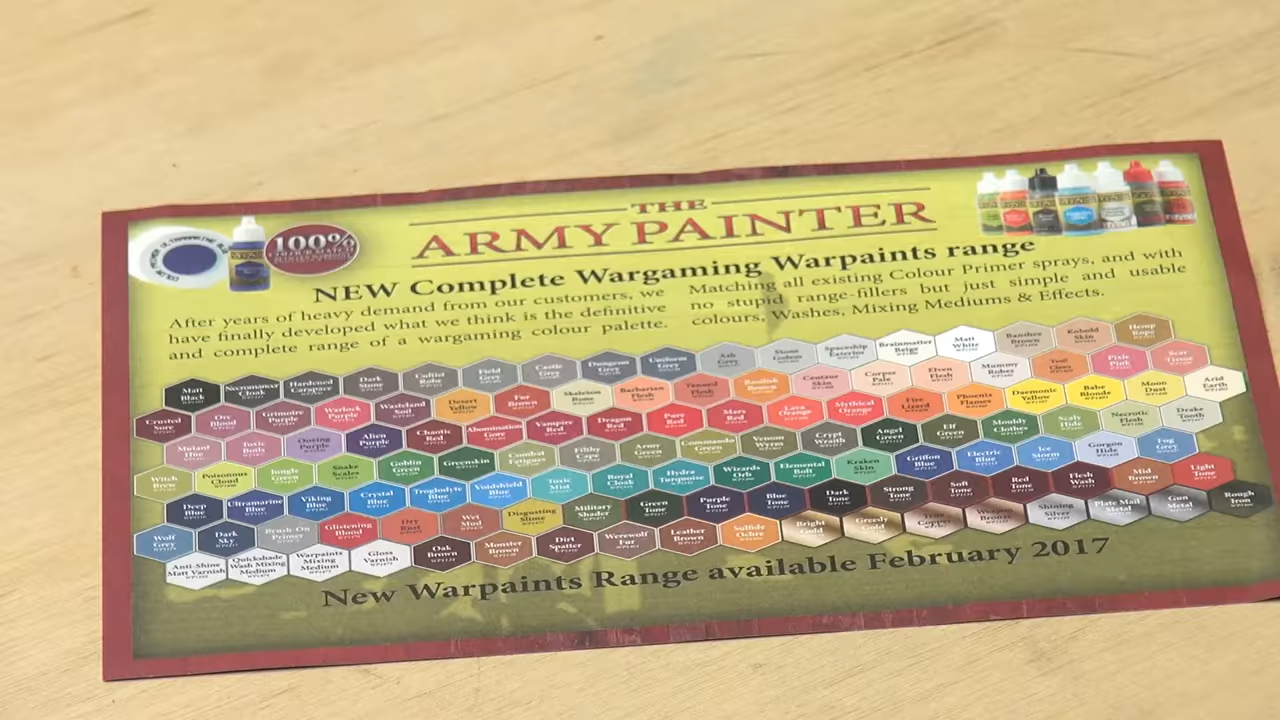 THE
ARMY PAINTER
100%
NEW Complete Wargaming Warpaints range
After years of heavy demand from our customers, we
have finally developed what we think is the definitive
and complete range of a wargaming colour palette.
Matching all existing Colour Primer sprays, and with
no stupid range-fillers but just simple and usable
colours, Washes, Mixing Mediums & Effects.
Matt Black Necromancer Cloak Hardened Carapace Dark Stone Cultist Robe Field Grey Castle Grey Dungeon Grey Uniform Grey Ash Grey Stone Golem Spaceship Exterior Brainmatter Beige Matt White Banshee Brown Kobold Skin Hemp Rope
Crusted Sore Orc Blood Grimoire Purple Warlock Purple Wasteland Soil Desert Yellow Fur Brown Skeleton Bone Barbarian Flesh Tanned Flesh Basilisk Brown Centaur Skin Corpse Pale Elven Flesh Mummy Robes Troll Claws Pixie Pink Scar Tissue
Mutant Hue Toxic Boils Oozing Purple Alien Purple Chaotic Red Abomination Gore Vampire Red Dragon Red Pure Red Mars Red Lava Orange Mythical Orange Fire Lizard Phoenix Flames Daemonic Yellow Babe Blonde Moon Dust Arid Earth
Witch Brew Poisonous Cloud Jungle Green Snake Scales Goblin Green Greenskin Combat Fatigues Filthy Cape Army Green Commando Green Venom Wyrm Crypt Wraith Angel Green Elf Green Mouldy Clothes Scaly Hide Necrotic Flesh Drake Tooth
Deep Blue Ultramarine Blue Viking Blue Crystal Blue Troglodyte Blue Voidshield Blue Toxic Mist Royal Cloak Hydra Turquoise Wizards Orb Elemental Bolt Kraken Skin Griffon Blue Electric Blue Ice Storm Gorgon Hide Fog Grey
Wolf Grey Dark Sky Brush-On Primer Glistening Blood Dry Rust Wet Mud Disgusting Slime Military Shader Green Tone Purple Tone Blue Tone Dark Tone Strong Tone Soft Tone Red Tone Flesh Wash Mid Brown Light Tone
Anti-Shine Matt Varnish Quickshade Wash Mixing Medium Warpaints Mixing Medium Gloss Varnish Oak Brown Monster Brown Dirt Spatter Werewolf Fur Leather Brown Sulfide Ochre Bright Gold Greedy Gold True Copper Weapon Bronze Shining Silver Plate Mail Metal Gun Metal Rough Iron
New Warpaints Range available February 2017